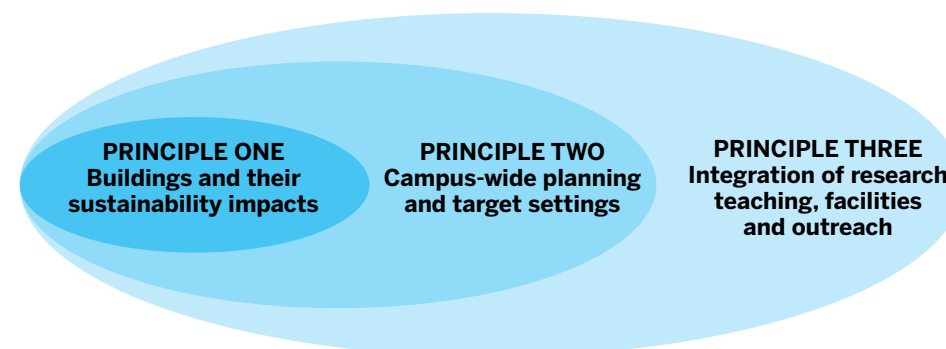 PRINCIPLE ONE
Buildings and their
sustainability impacts
PRINCIPLE TWO
Campus-wide planning
and target settings
PRINCIPLE THREE
Integration of research
teaching, facilities
and outreach